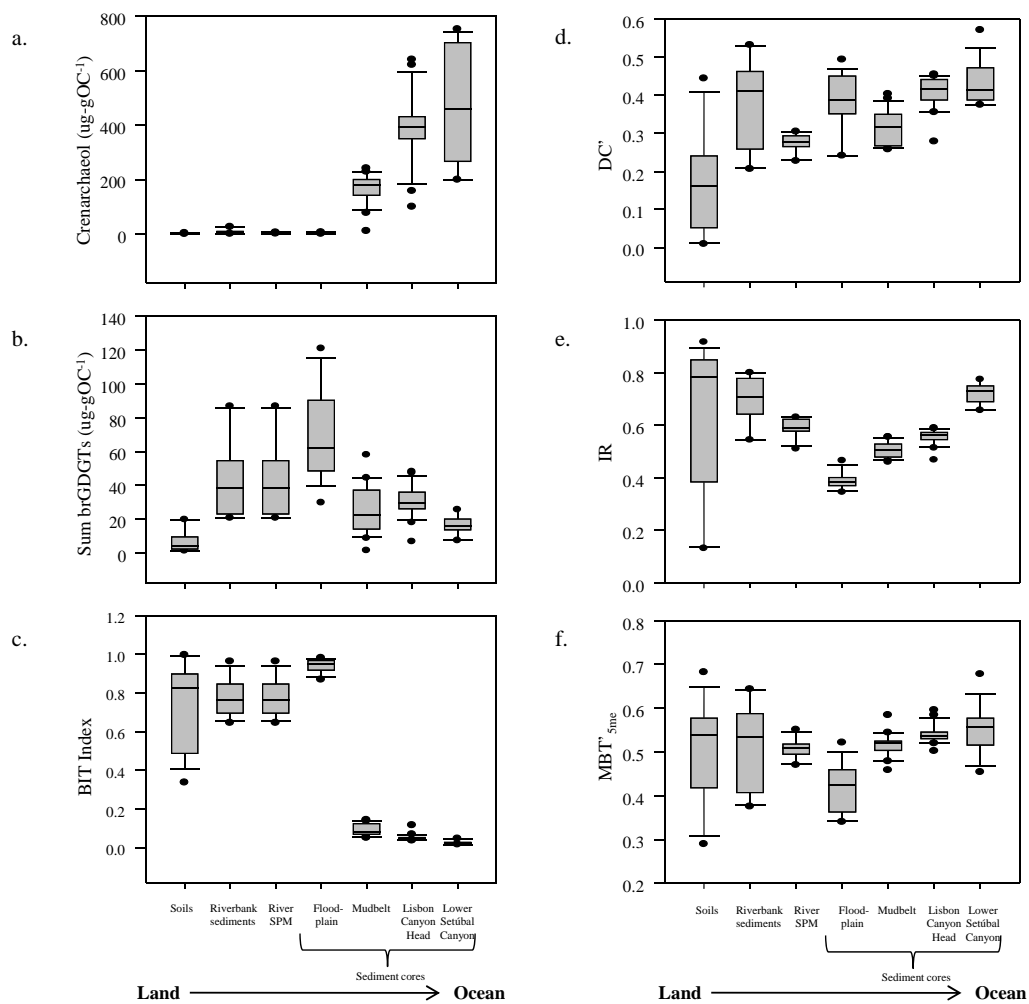 a.
Crenarchaeol (ug-gOC⁻¹)
800
600
400
200
0
b.
Sum brGDGTs (ug-gOC⁻¹)
140
120
100
80
60
40
20
0
c.
BIT Index
1.2
1.0
0.8
0.6
0.4
0.2
0.0
Soils
Riverbank
sediments
River
SPM
Flood-
plain
Mudbelt
Lisbon
Canyon
Head
Lower
Setúbal
Canyon
Sediment cores
Land
Ocean
d.
DC'
0.6
0.5
0.4
0.3
0.2
0.1
0.0
e.
IR
1.0
0.8
0.6
0.4
0.2
0.0
f.
MBT'5me
0.8
0.7
0.6
0.5
0.4
0.3
0.2
Soils
Riverbank
sediments
River
SPM
Flood-
plain
Mudbelt
Lisbon
Canyon
Head
Lower
Setúbal
Canyon
Sediment cores
Land
Ocean